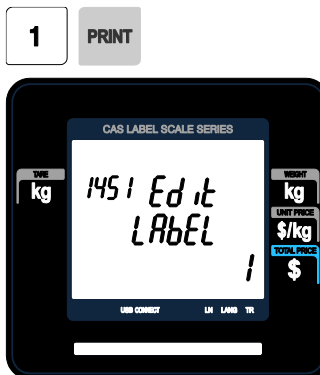 1 PRINT
CAS LABEL SCALE SERIES
TARE
kg
1451 Edit
LAbEL
1
WEIGHT
kg
UNIT PRICE
$/kg
TOTAL PRICE
$
USB CONNECT LN LANG TR